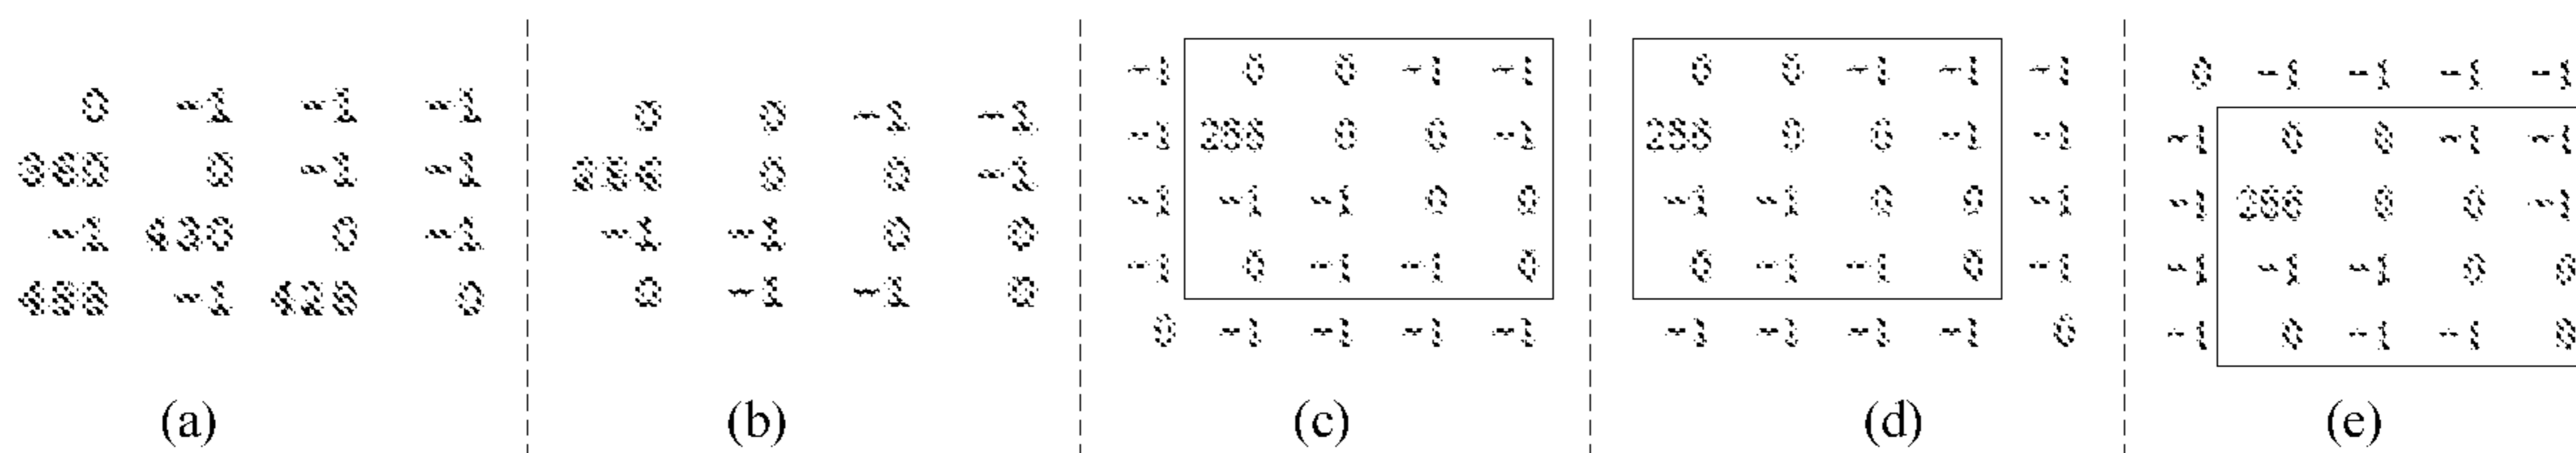 0 -1 -1 -1
0 -1 -1
-1 430 0 -1
488 -1 428 0
(a)
0 0 -1 -1
0 0 -1
-1 -1 0 0
0 -1 -1 0
(b)
-1 0 0 -1 -1
-1 288 0 0 -1
-1 -1 -1 0 0
-1 0 -1 -1 0
0 -1 -1 -1 -1
(c)
0 0 -1 -1 -1
288 0 0 -1 -1
-1 -1 0 0 -1
0 -1 -1 0 -1
-1 -1 -1 -1 0
(d)
0 -1 -1 -1 -1
-1 0 0 -1 -1
-1 0 0 -1
-1 -1 -1 0 0
-1 0 -1 -1 0
(e)